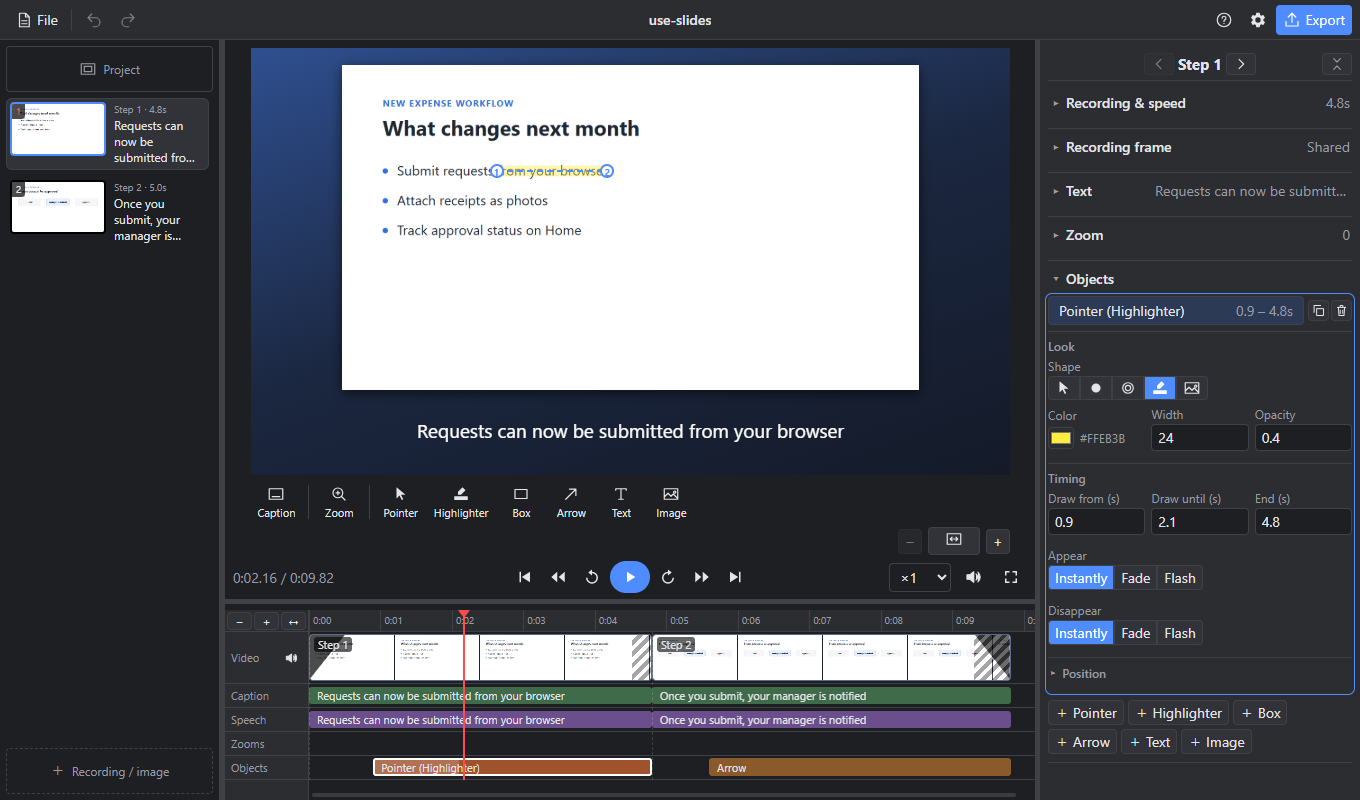 File
use-slides
Export
Project
1
Step 1 · 4.8s
Requests can
now be
submitted fro...
2
Step 2 · 5.0s
Once you
submit, your
manager is...
+ Recording / image
NEW EXPENSE WORKFLOW
What changes next month
• Submit requests from your browser
1
2
• Attach receipts as photos
• Track approval status on Home
Requests can now be submitted from your browser
Caption
Zoom
Pointer
Highlighter
Box
Arrow
Text
Image
− +
0:02.16 / 0:09.82
×1
− + ↔ 0:00 0:01 0:02 0:03 0:04 0:05 0:06 0:07 0:08 0:09
Video
Step 1
Step 2
Caption
Requests can now be submitted from your browser
Once you submit, your manager is notified
Speech
Requests can now be submitted from your browser
Once you submit, your manager is notified
Zooms
Objects
Pointer (Highlighter)
Arrow
Step 1
Recording & speed 4.8s
Recording frame Shared
Text Requests can now be submitt...
Zoom 0
Objects
Pointer (Highlighter) 0.9 – 4.8s
Look
Shape
Color Width Opacity
#FFEB3B 24 0.4
Timing
Draw from (s) Draw until (s) End (s)
0.9 2.1 4.8
Appear
Instantly Fade Flash
Disappear
Instantly Fade Flash
Position
+ Pointer + Highlighter + Box
+ Arrow + Text + Image